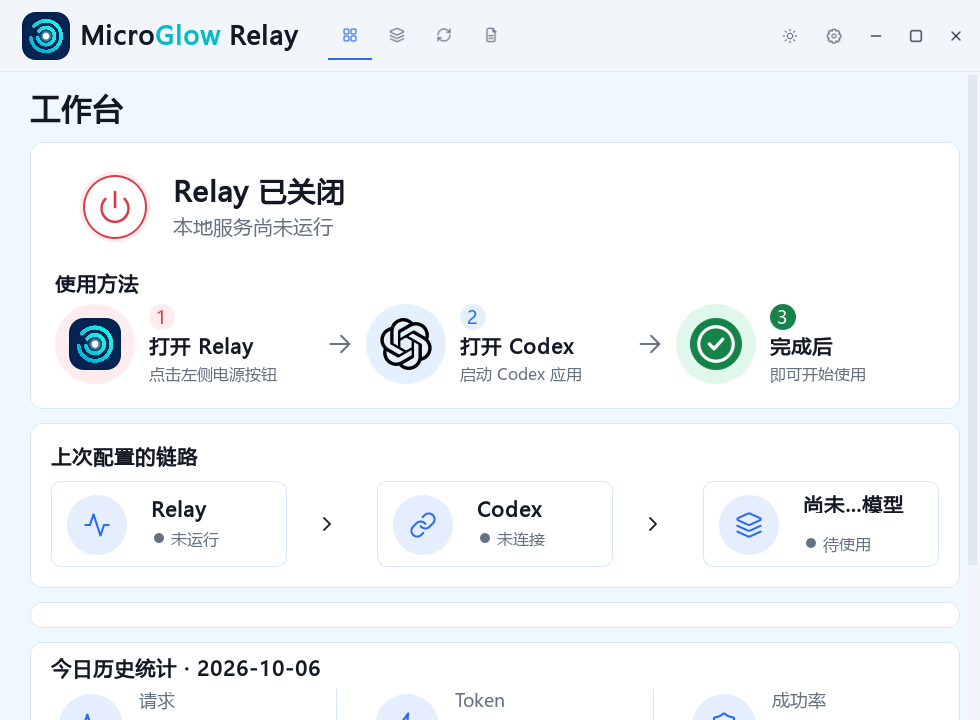 MicroGlow Relay
工作台
Relay 已关闭
本地服务尚未运行
使用方法
1
打开 Relay
点击左侧电源按钮
2
打开 Codex
启动 Codex 应用
3
完成后
即可开始使用
上次配置的链路
Relay
未运行
Codex
未连接
尚未...模型
待使用
今日历史统计 · 2026-10-06
请求
Token
成功率